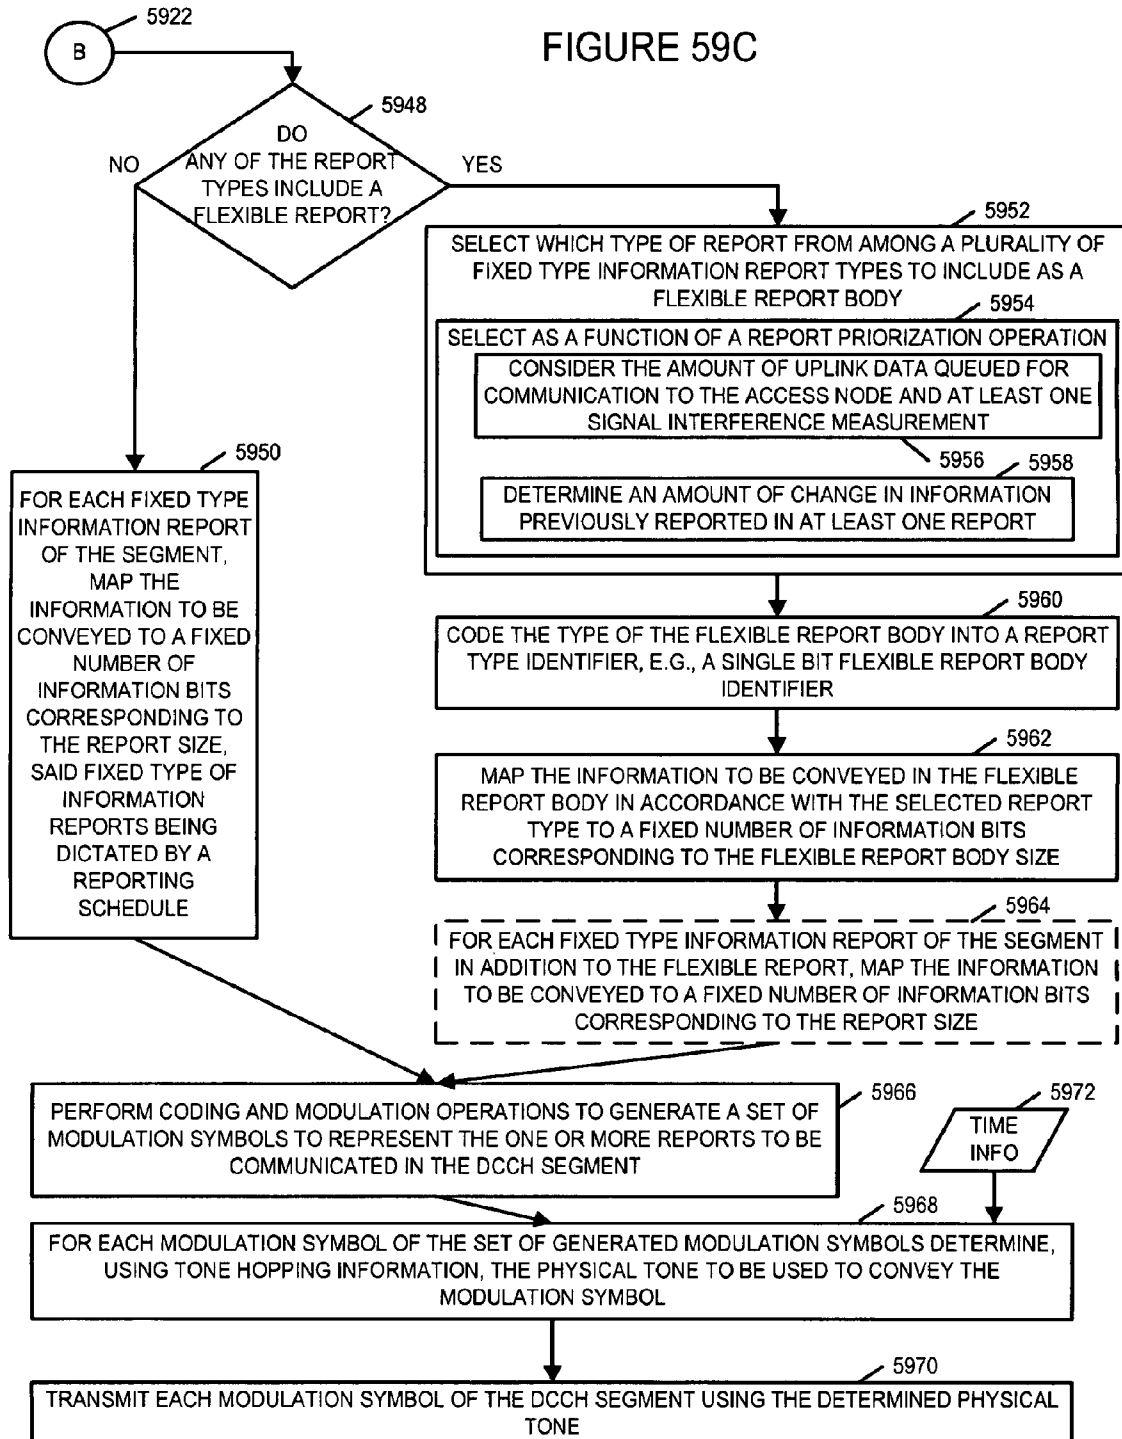 5922
B
FIGURE 59C
5948
DO
ANY OF THE REPORT
TYPES INCLUDE A
FLEXIBLE REPORT?
NO
YES
5952
SELECT WHICH TYPE OF REPORT FROM AMONG A PLURALITY OF
FIXED TYPE INFORMATION REPORT TYPES TO INCLUDE AS A
FLEXIBLE REPORT BODY
5954
SELECT AS A FUNCTION OF A REPORT PRIORIZATION OPERATION
CONSIDER THE AMOUNT OF UPLINK DATA QUEUED FOR
COMMUNICATION TO THE ACCESS NODE AND AT LEAST ONE
SIGNAL INTERFERENCE MEASUREMENT
5956
5958
DETERMINE AN AMOUNT OF CHANGE IN INFORMATION
PREVIOUSLY REPORTED IN AT LEAST ONE REPORT
5950
FOR EACH FIXED TYPE
INFORMATION REPORT
OF THE SEGMENT,
MAP THE
INFORMATION TO BE
CONVEYED TO A FIXED
NUMBER OF
INFORMATION BITS
CORRESPONDING TO
THE REPORT SIZE,
SAID FIXED TYPE OF
INFORMATION
REPORTS BEING
DICTATED BY A
REPORTING
SCHEDULE
5960
CODE THE TYPE OF THE FLEXIBLE REPORT BODY INTO A REPORT
TYPE IDENTIFIER, E.G., A SINGLE BIT FLEXIBLE REPORT BODY
IDENTIFIER
5962
MAP THE INFORMATION TO BE CONVEYED IN THE FLEXIBLE
REPORT BODY IN ACCORDANCE WITH THE SELECTED REPORT
TYPE TO A FIXED NUMBER OF INFORMATION BITS
CORRESPONDING TO THE FLEXIBLE REPORT BODY SIZE
5964
FOR EACH FIXED TYPE INFORMATION REPORT OF THE SEGMENT
IN ADDITION TO THE FLEXIBLE REPORT, MAP THE INFORMATION
TO BE CONVEYED TO A FIXED NUMBER OF INFORMATION BITS
CORRESPONDING TO THE REPORT SIZE
5966
PERFORM CODING AND MODULATION OPERATIONS TO GENERATE A SET OF
MODULATION SYMBOLS TO REPRESENT THE ONE OR MORE REPORTS TO BE
COMMUNICATED IN THE DCCH SEGMENT
5972
TIME
INFO
5968
FOR EACH MODULATION SYMBOL OF THE SET OF GENERATED MODULATION SYMBOLS DETERMINE,
USING TONE HOPPING INFORMATION, THE PHYSICAL TONE TO BE USED TO CONVEY THE
MODULATION SYMBOL
5970
TRANSMIT EACH MODULATION SYMBOL OF THE DCCH SEGMENT USING THE DETERMINED PHYSICAL
TONE